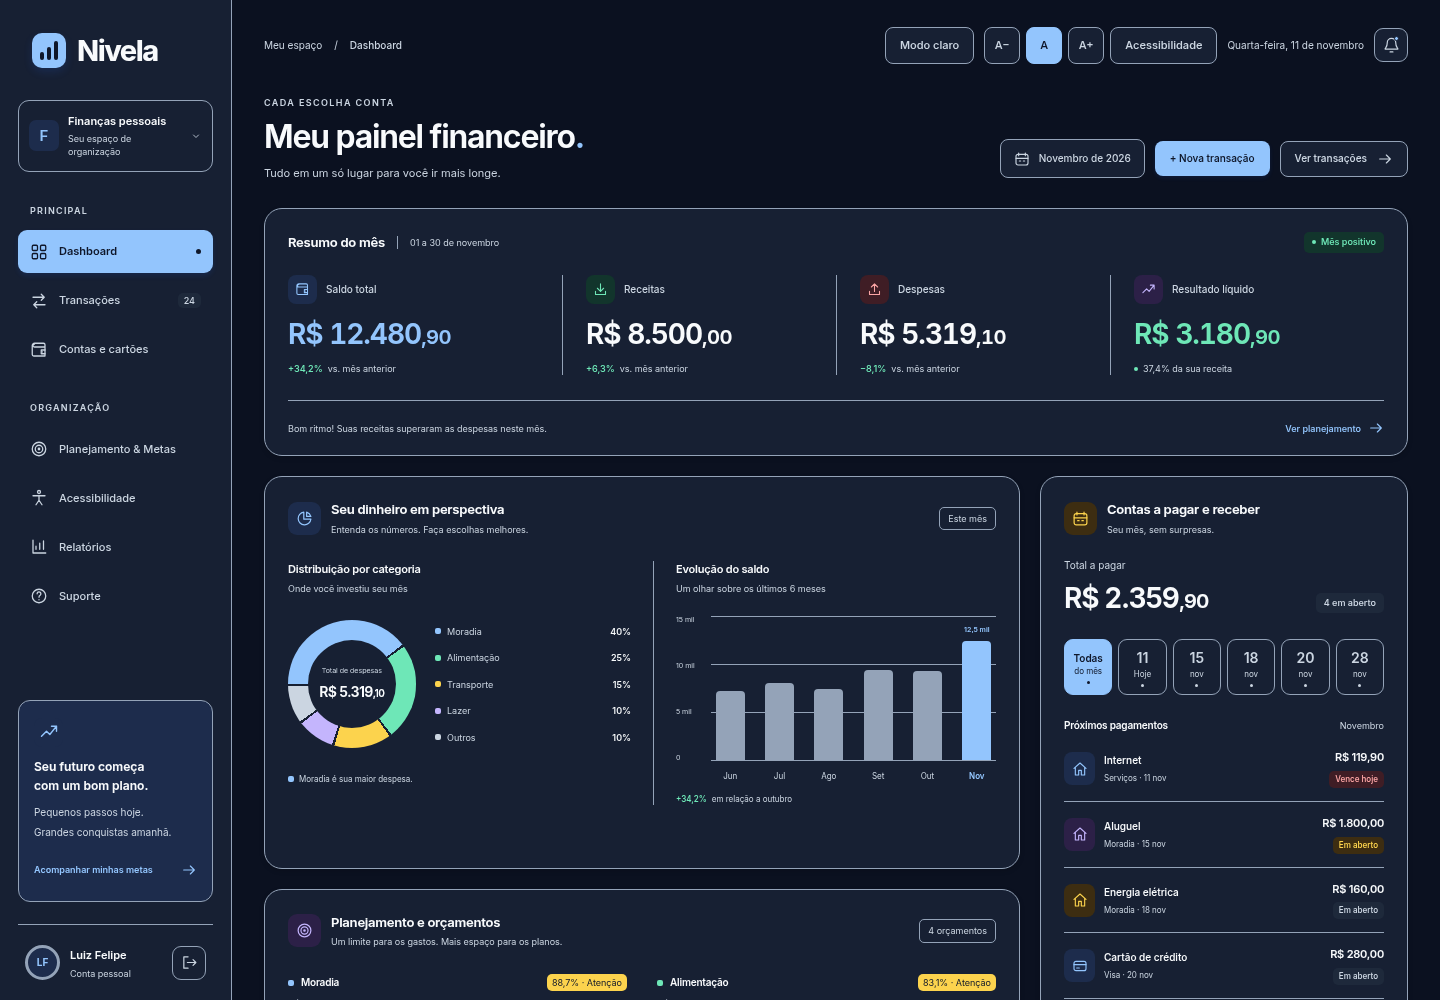 Nivela
Finanças pessoais
Seu espaço de
organização
F
PRINCIPAL
Dashboard
Transações 24
Contas e cartões
ORGANIZAÇÃO
Planejamento & Metas
Acessibilidade
Relatórios
Suporte
Seu futuro começa
com um bom plano.
Pequenos passos hoje.
Grandes conquistas amanhã.
Acompanhar minhas metas
LF
Luiz Felipe
Conta pessoal
Meu espaço / Dashboard
Modo claro A− A A+ Acessibilidade Quarta-feira, 11 de novembro
CADA ESCOLHA CONTA
Meu painel financeiro.
Tudo em um só lugar para você ir mais longe.
Novembro de 2026 + Nova transação Ver transações
Resumo do mês 01 a 30 de novembro Mês positivo
Saldo total
R$ 12.480,90
+34,2% vs. mês anterior
Receitas
R$ 8.500,00
+6,3% vs. mês anterior
Despesas
R$ 5.319,10
−8,1% vs. mês anterior
Resultado líquido
R$ 3.180,90
37,4% da sua receita
Bom ritmo! Suas receitas superaram as despesas neste mês. Ver planejamento
Seu dinheiro em perspectiva
Entenda os números. Faça escolhas melhores.
Este mês
Distribuição por categoria
Onde você investiu seu mês
Total de despesas
R$ 5.319,10
Moradia 40%
Alimentação 25%
Transporte 15%
Lazer 10%
Outros 10%
Moradia é sua maior despesa.
Evolução do saldo
Um olhar sobre os últimos 6 meses
15 mil
12,5 mil
10 mil
5 mil
0
Jun Jul Ago Set Out Nov
+34,2% em relação a outubro
Planejamento e orçamentos
Um limite para os gastos. Mais espaço para os planos.
4 orçamentos
Moradia 88,7% · Atenção
Alimentação 83,1% · Atenção
Contas a pagar e receber
Seu mês, sem surpresas.
Total a pagar
R$ 2.359,90 4 em aberto
Todas
do mês
11
Hoje
15
nov
18
nov
20
nov
28
nov
Próximos pagamentos Novembro
Internet R$ 119,90
Serviços · 11 nov Vence hoje
Aluguel R$ 1.800,00
Moradia · 15 nov Em aberto
Energia elétrica R$ 160,00
Moradia · 18 nov Em aberto
Cartão de crédito R$ 280,00
Visa · 20 nov Em aberto